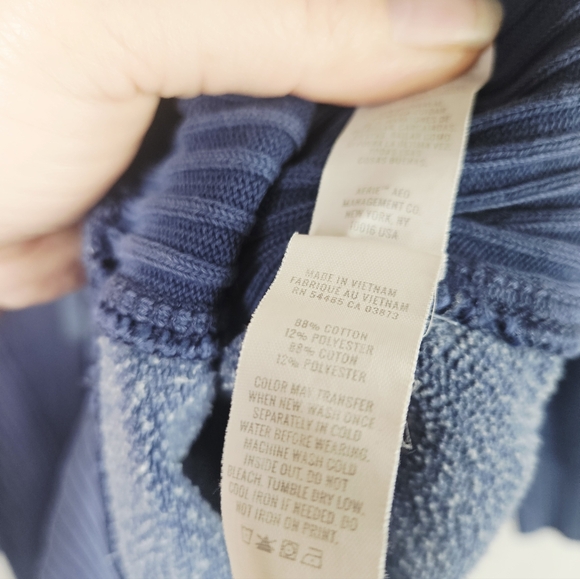 AERIE™ AEO
MANAGEMENT CO.
NEW YORK, NY
10016 USA
MADE IN VIETNAM
FABRIQUÉ AU VIETNAM
RN 54485 CA 03873
88% COTTON
12% POLYESTER
88% COTON
12% POLYESTER
COLOR MAY TRANSFER
WHEN NEW. WASH ONCE
SEPARATELY IN COLD
WATER BEFORE WEARING.
MACHINE WASH COLD
INSIDE OUT. DO NOT
BLEACH. TUMBLE DRY LOW.
COOL IRON IF NEEDED. DO
NOT IRON ON PRINT.